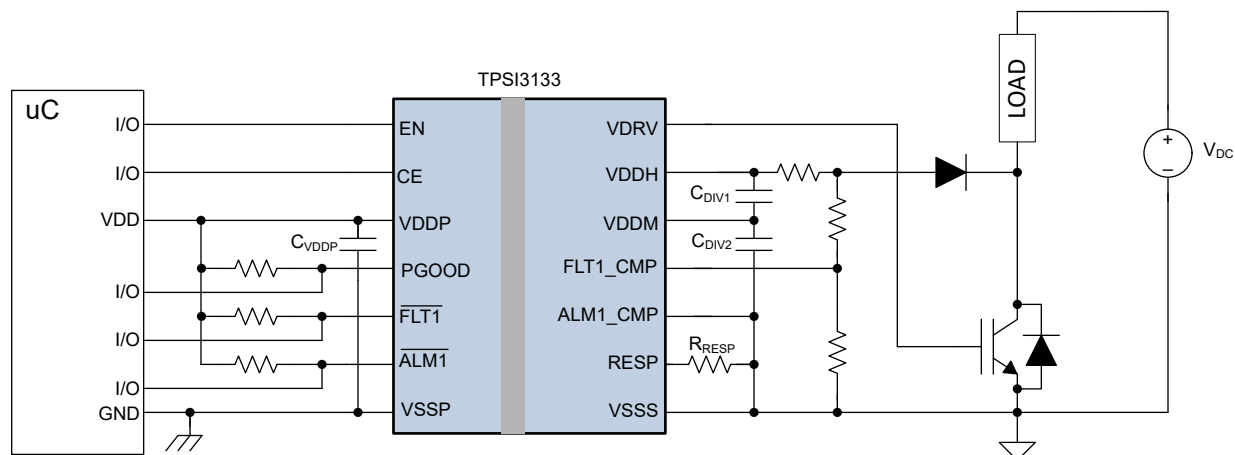 TPSI3133
uC
I/O
I/O
VDD
I/O
I/O
I/O
GND
CVDDP
EN
CE
VDDP
PGOOD
FLT1
ALM1
VSSP
VDRV
VDDH
VDDM
FLT1_CMP
ALM1_CMP
RESP
VSSS
CDIV1
CDIV2
RRESP
LOAD
+
–
VDC